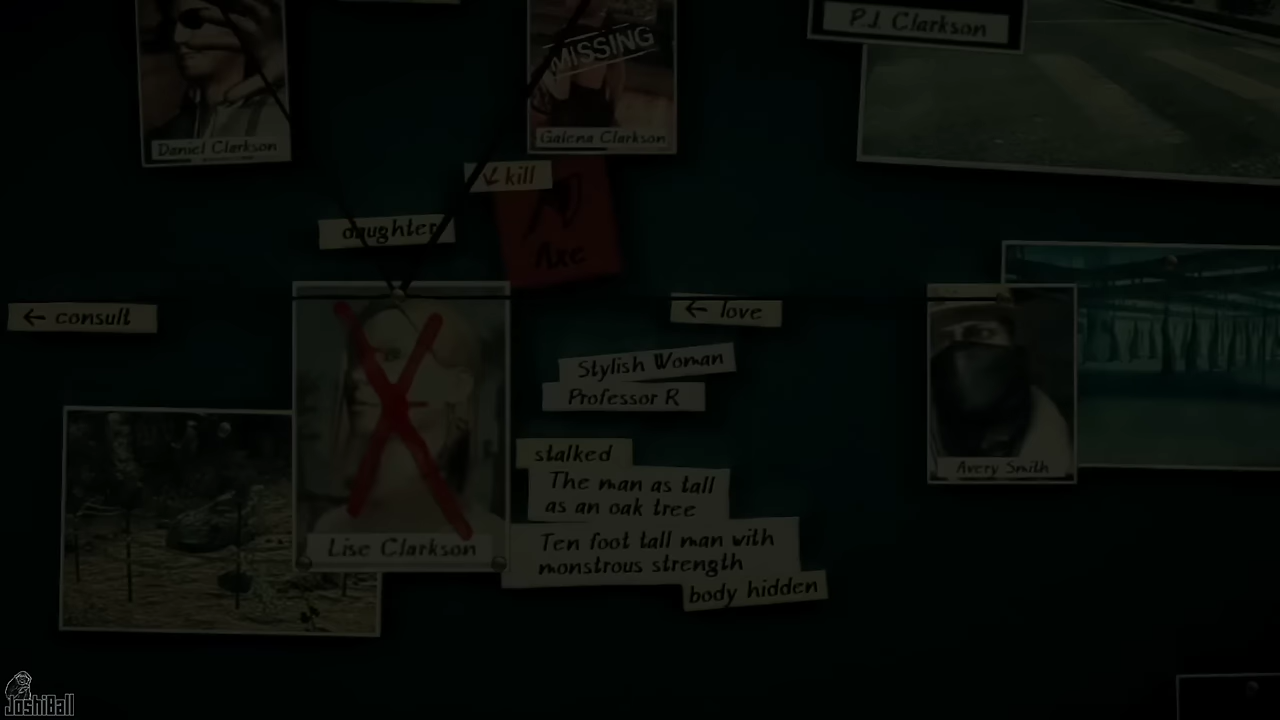 P.J. Clarkson
MISSING
Daniel Clarkson
Galena Clarkson
kill
daughter
Axe
← consult
← love
Stylish Woman
Professor R
stalked
The man as tall
as an oak tree
Avery Smith
Lise Clarkson
Ten foot tall man with
monstrous strength
body hidden
JoshiBall